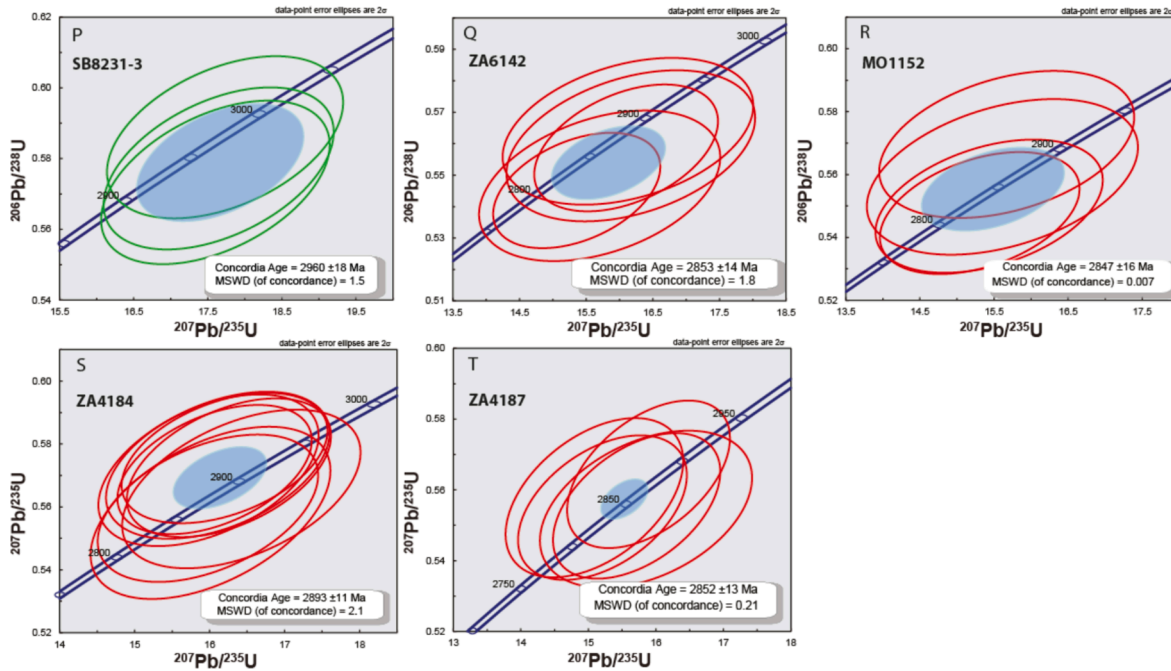 data-point error ellipses are 2σ
P
SB8231-3
0.62
0.60
0.58
0.56
0.54
206Pb/238U
2900
3000
Concordia Age = 2960 ±18 Ma
MSWD (of concordance) = 1.5
15.5 16.5 17.5 18.5 19.5
207Pb/235U
data-point error ellipses are 2σ
Q
ZA6142
0.59
0.57
0.55
0.53
0.51
206Pb/238U
2800
2900
3000
Concordia Age = 2853 ±14 Ma
MSWD (of concordance) = 1.8
13.5 14.5 15.5 16.5 17.5 18.5
207Pb/235U
data-point error ellipses are 2σ
R
MO1152
0.60
0.58
0.56
0.54
0.52
206Pb/238U
2800
2900
Concordia Age = 2847 ±16 Ma
MSWD (of concordance) = 0.007
13.5 14.5 15.5 16.5 17.5
207Pb/235U
data-point error ellipses are 2σ
S
ZA4184
0.60
0.58
0.56
0.54
0.52
207Pb/235U
2800
2900
3000
Concordia Age = 2893 ±11 Ma
MSWD (of concordance) = 2.1
14 15 16 17 18
207Pb/235U
data-point error ellipses are 2σ
T
ZA4187
0.60
0.58
0.56
0.54
0.52
207Pb/235U
2750
2850
2950
Concordia Age = 2852 ±13 Ma
MSWD (of concordance) = 0.21
13 14 15 16 17 18
207Pb/235U